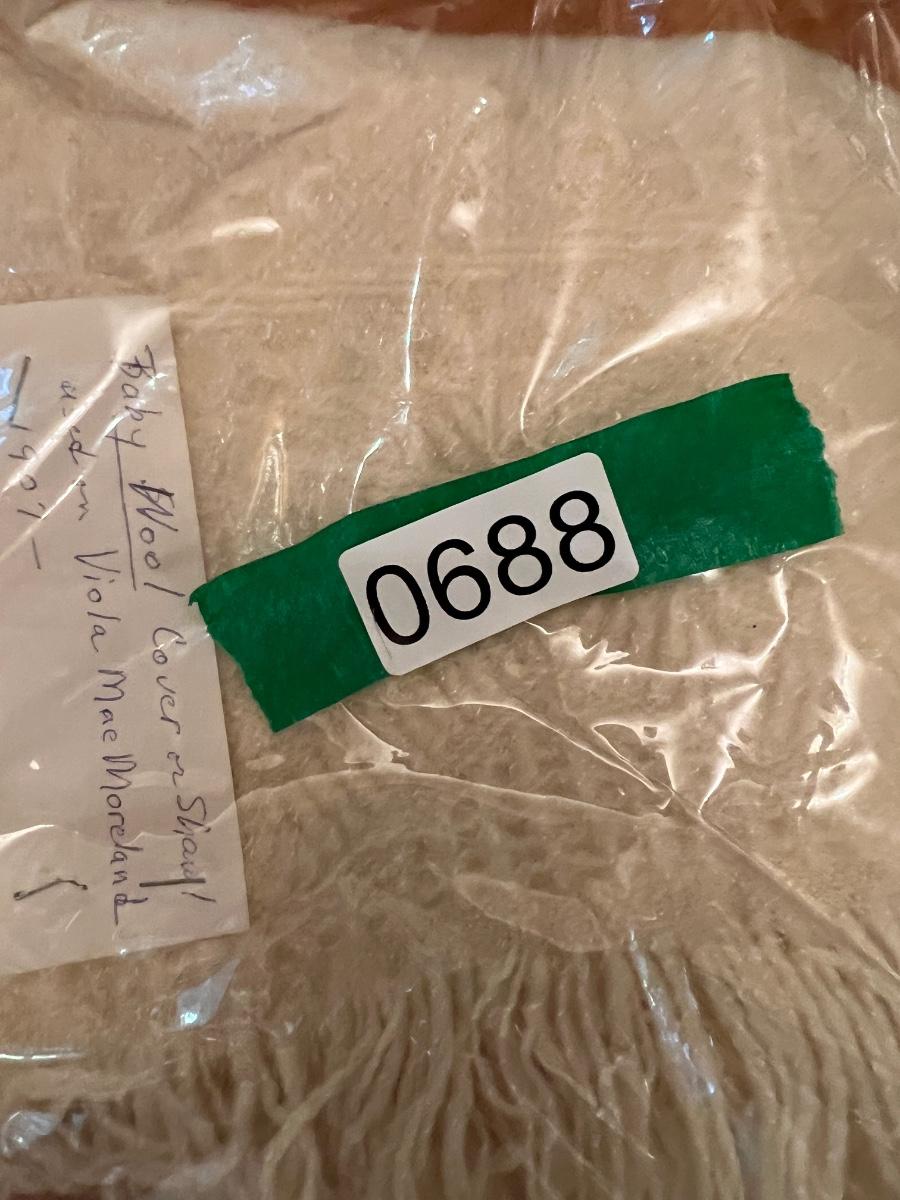 Baby Wool Cover or Shawl
used on Viola Mae Moreland
1907 –
0688